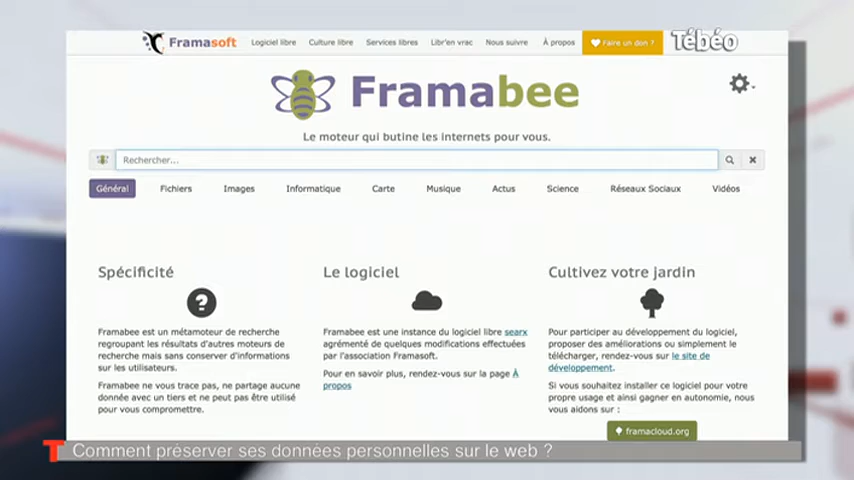 Framasoft Logiciel libre Culture libre Services libres Libr'en vrac Nous suivre À propos Faire un don ?
Tébéo
Framabee
Le moteur qui butine les internets pour vous.
Rechercher...
Général Fichiers Images Informatique Carte Musique Actus Science Réseaux Sociaux Vidéos
Spécificité
?
Framabee est un métamoteur de recherche
regroupant les résultats d'autres moteurs de
recherche mais sans conserver d'informations
sur les utilisateurs.
Framabee ne vous trace pas, ne partage aucune
donnée avec un tiers et ne peut pas être utilisé
pour vous compromettre.
Le logiciel
Framabee est une instance du logiciel libre searx
agrémenté de quelques modifications effectuées
par l'association Framasoft.
Pour en savoir plus, rendez-vous sur la page À
propos
Cultivez votre jardin
Pour participer au développement du logiciel,
proposer des améliorations ou simplement le
télécharger, rendez-vous sur le site de
développement.
Si vous souhaitez installer ce logiciel pour votre
propre usage et ainsi gagner en autonomie, nous
vous aidons sur :
framacloud.org
T Comment préserver ses données personnelles sur le web ?